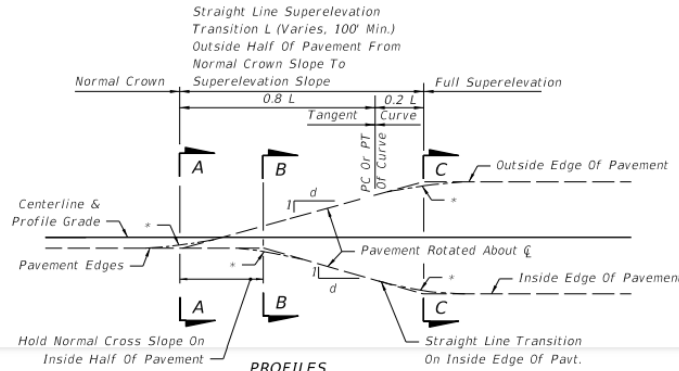 Straight Line Superelevation
Transition L (Varies, 100' Min.)
Outside Half Of Pavement From
Normal Crown Slope To
Normal Crown
Superelevation Slope
Full Superelevation
0.8 L
0.2 L
Tangent
Curve
PC Or PT
Of Curve
A
B
C
Outside Edge Of Pavement
d
1
*
Centerline &
Profile Grade
*
Pavement Edges
*
Pavement Rotated About ℄
1
d
*
Inside Edge Of Pavement
A
B
C
Hold Normal Cross Slope On
Inside Half Of Pavement
Straight Line Transition
On Inside Edge Of Pavt.
PROFILES